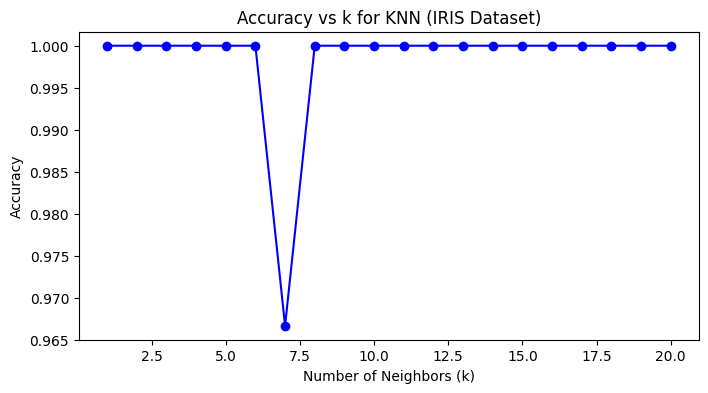 Accuracy vs k for KNN (IRIS Dataset)
1.000
0.995
0.990
0.985
0.980
0.975
0.970
0.965
Accuracy
2.5 5.0 7.5 10.0 12.5 15.0 17.5 20.0
Number of Neighbors (k)